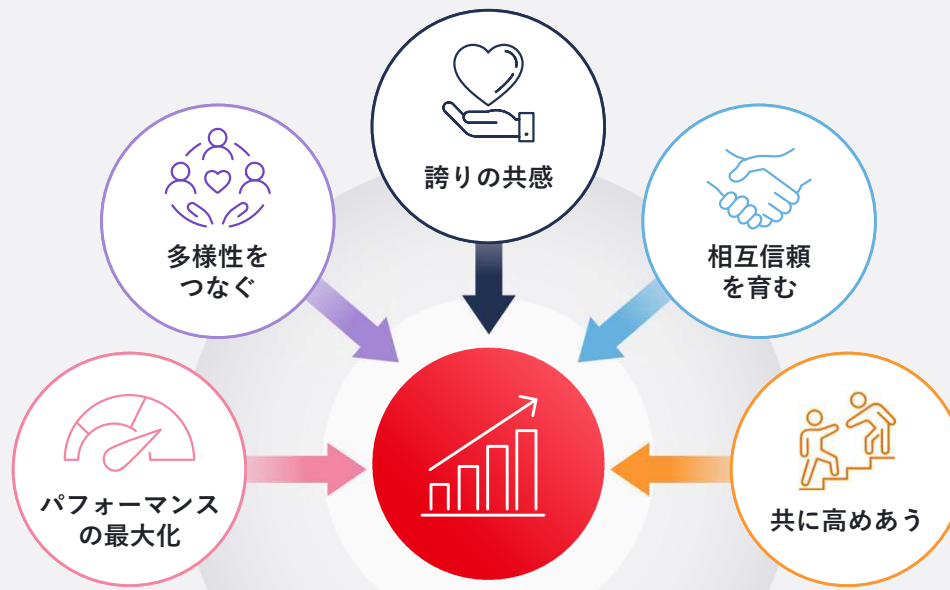 誇りの共感
多様性を
つなぐ
相互信頼
を育む
パフォーマンス
の最大化
共に高めあう